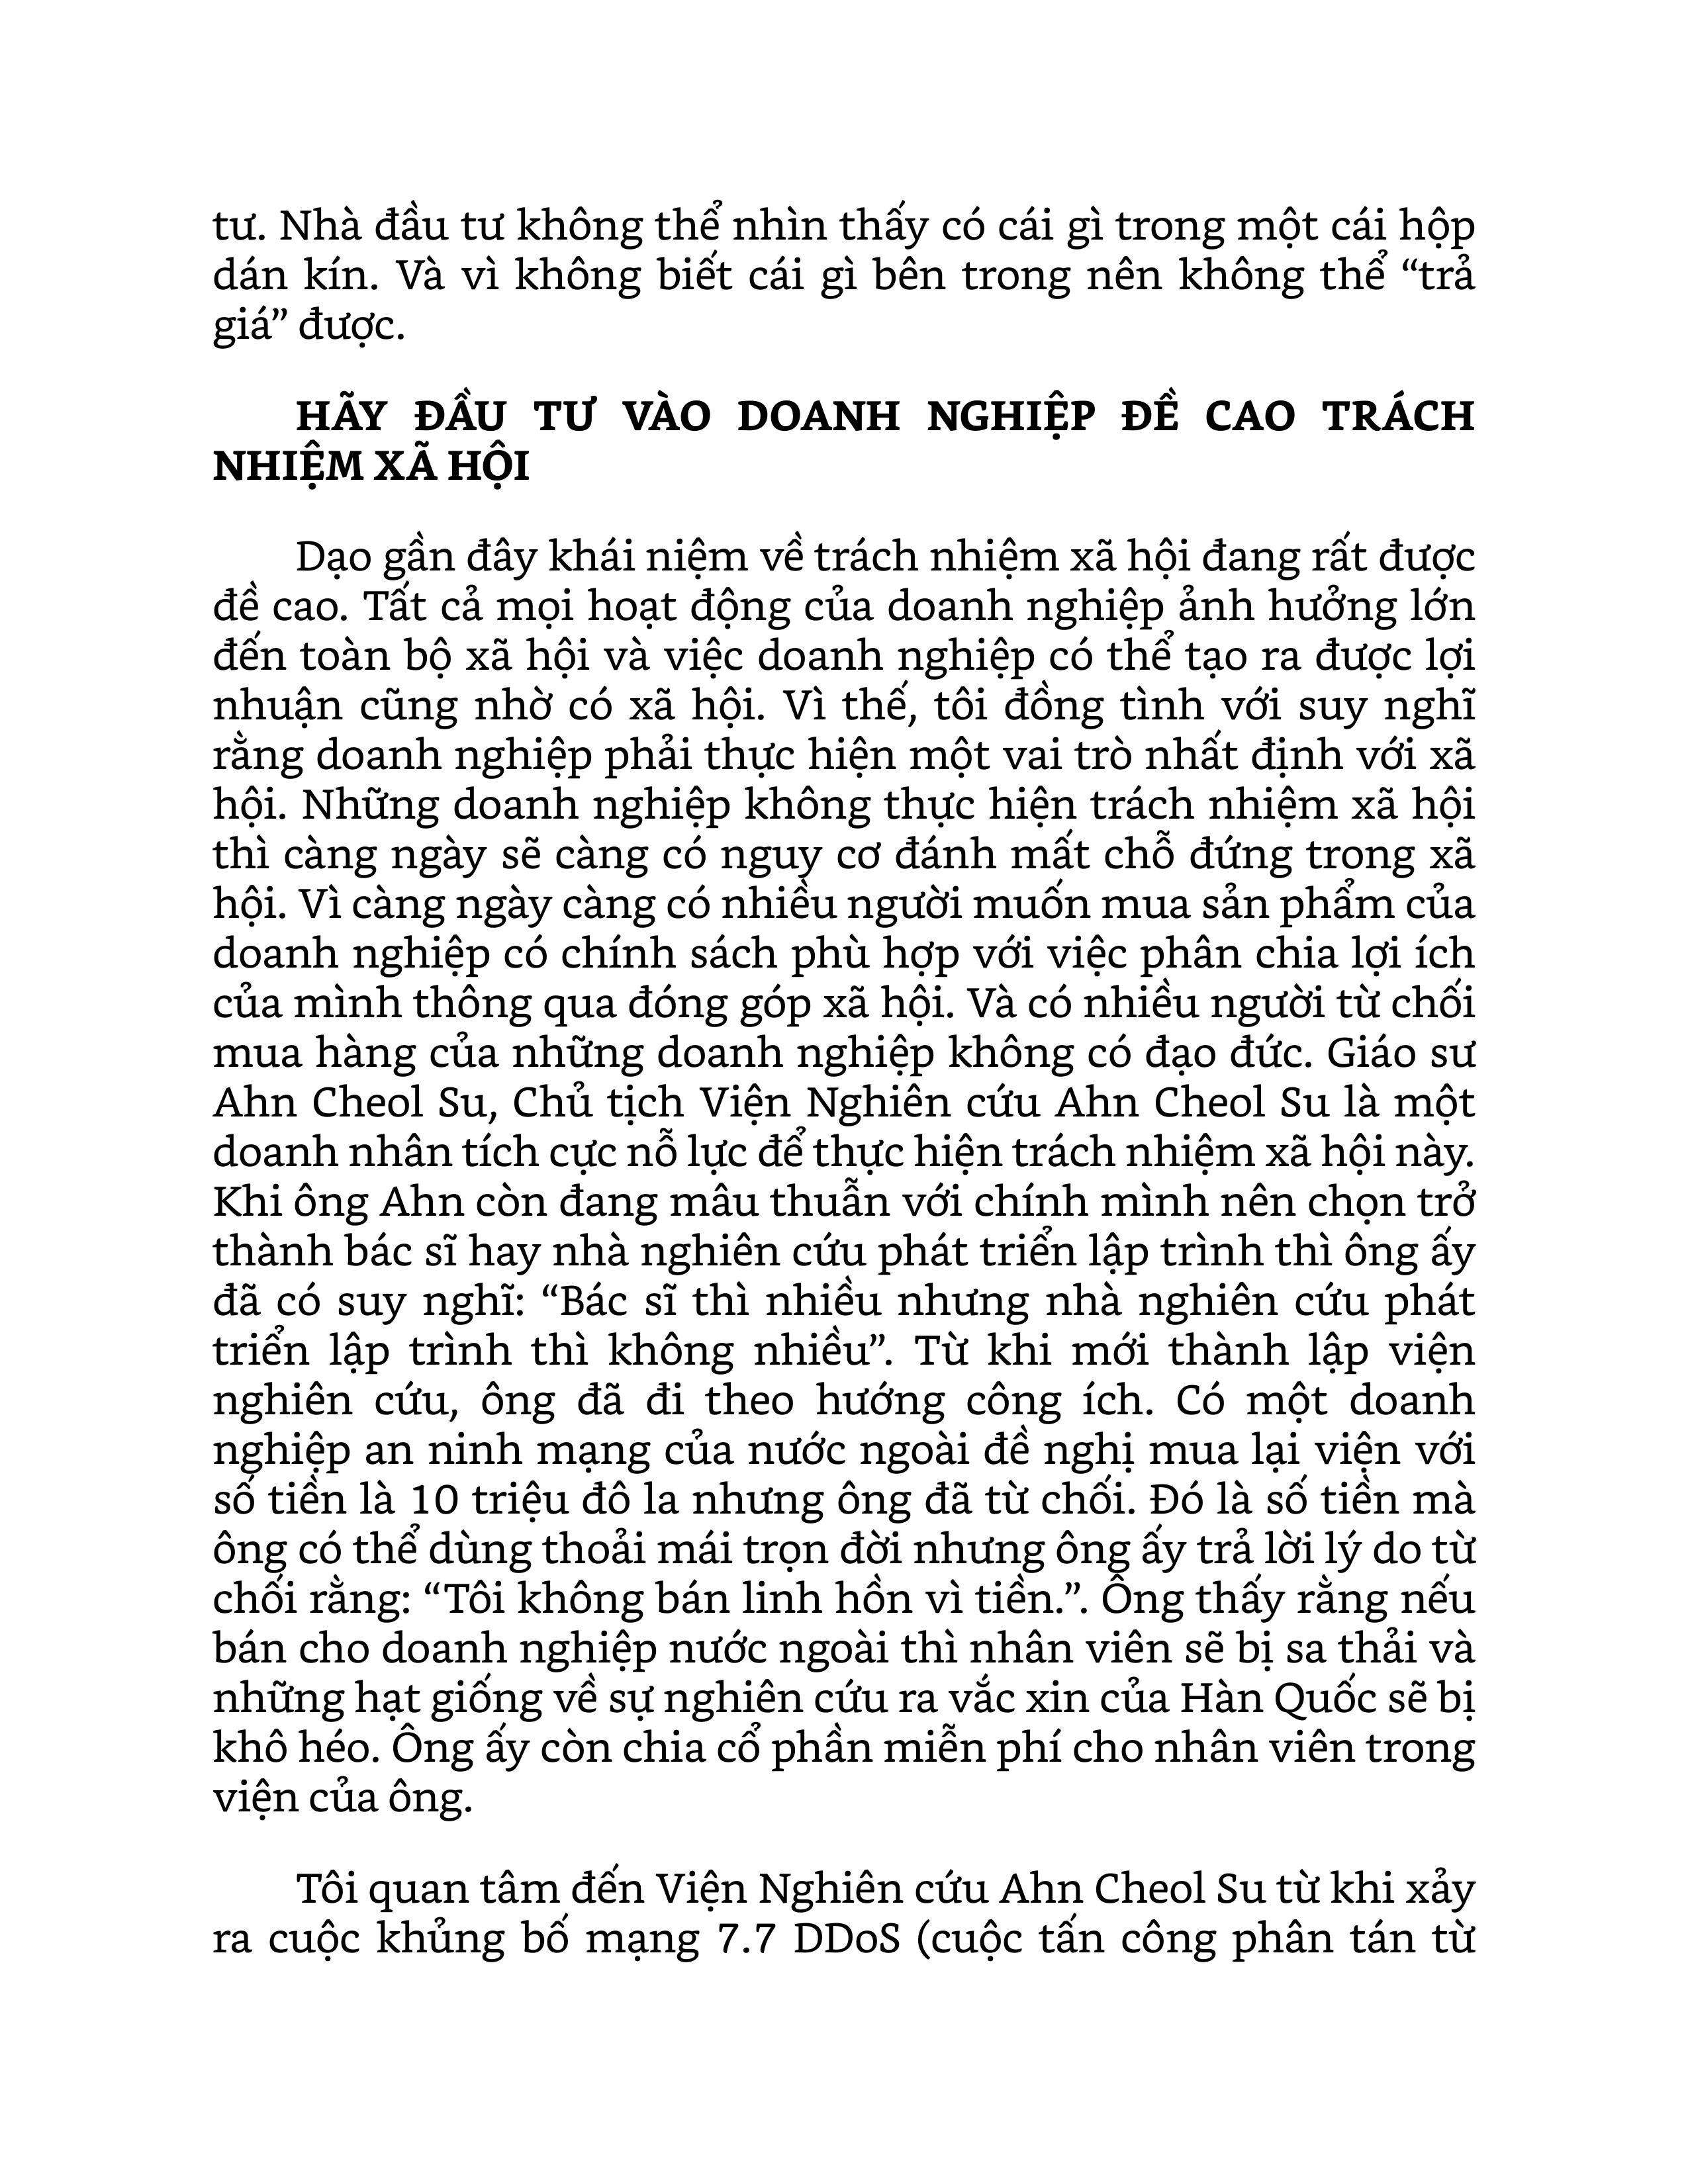 tư. Nhà đầu tư không thể nhìn thấy có cái gì trong một cái hộp
dán kín. Và vì không biết cái gì bên trong nên không thể “trả
giá” được.
HÃY ĐẦU TƯ VÀO DOANH NGHIỆP ĐỀ CAO TRÁCH
NHIỆM XÃ HỘI
Dạo gần đây khái niệm về trách nhiệm xã hội đang rất được
đề cao. Tất cả mọi hoạt động của doanh nghiệp ảnh hưởng lớn
đến toàn bộ xã hội và việc doanh nghiệp có thể tạo ra được lợi
nhuận cũng nhờ có xã hội. Vì thế, tôi đồng tình với suy nghĩ
rằng doanh nghiệp phải thực hiện một vai trò nhất định với xã
hội. Những doanh nghiệp không thực hiện trách nhiệm xã hội
thì càng ngày sẽ càng có nguy cơ đánh mất chỗ đứng trong xã
hội. Vì càng ngày càng có nhiều người muốn mua sản phẩm của
doanh nghiệp có chính sách phù hợp với việc phân chia lợi ích
của mình thông qua đóng góp xã hội. Và có nhiều người từ chối
mua hàng của những doanh nghiệp không có đạo đức. Giáo sư
Ahn Cheol Su, Chủ tịch Viện Nghiên cứu Ahn Cheol Su là một
doanh nhân tích cực nỗ lực để thực hiện trách nhiệm xã hội này.
Khi ông Ahn còn đang mâu thuẫn với chính mình nên chọn trở
thành bác sĩ hay nhà nghiên cứu phát triển lập trình thì ông ấy
đã có suy nghĩ: “Bác sĩ thì nhiều nhưng nhà nghiên cứu phát
triển lập trình thì không nhiều”. Từ khi mới thành lập viện
nghiên cứu, ông đã đi theo hướng công ích. Có một doanh
nghiệp an ninh mạng của nước ngoài đề nghị mua lại viện với
số tiền là 10 triệu đô la nhưng ông đã từ chối. Đó là số tiền mà
ông có thể dùng thoải mái trọn đời nhưng ông ấy trả lời lý do từ
chối rằng: “Tôi không bán linh hồn vì tiền.”. Ông thấy rằng nếu
bán cho doanh nghiệp nước ngoài thì nhân viên sẽ bị sa thải và
những hạt giống về sự nghiên cứu ra vắc xin của Hàn Quốc sẽ bị
khô héo. Ông ấy còn chia cổ phần miễn phí cho nhân viên trong
viện của ông.
Tôi quan tâm đến Viện Nghiên cứu Ahn Cheol Su từ khi xảy
ra cuộc khủng bố mạng 7.7 DDoS (cuộc tấn công phân tán từ